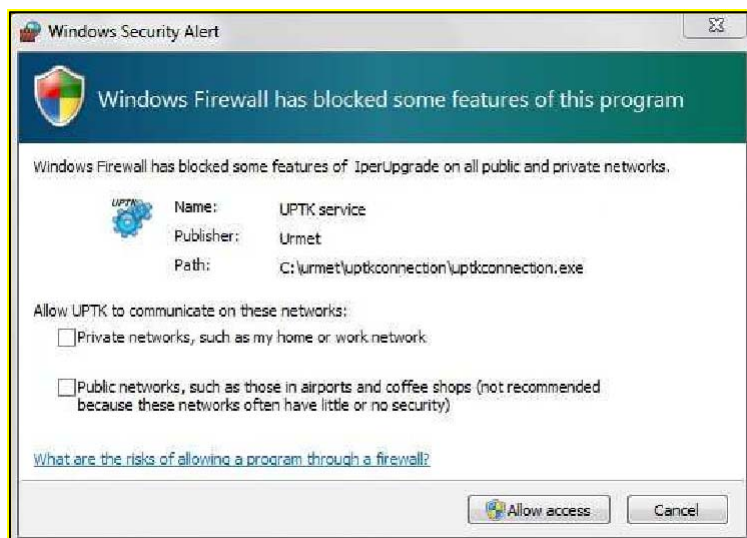 Windows Security Alert
Windows Firewall has blocked some features of this program
Windows Firewall has blocked some features of IperUpgrade on all public and private networks.
UPTK
Name: UPTK service
Publisher: Urmet
Path: C:\urmet\uptkconnection\uptkconnection.exe
Allow UPTK to communicate on these networks:
Private networks, such as my home or work network
Public networks, such as those in airports and coffee shops (not recommended
because these networks often have little or no security)
What are the risks of allowing a program through a firewall?
Allow access Cancel